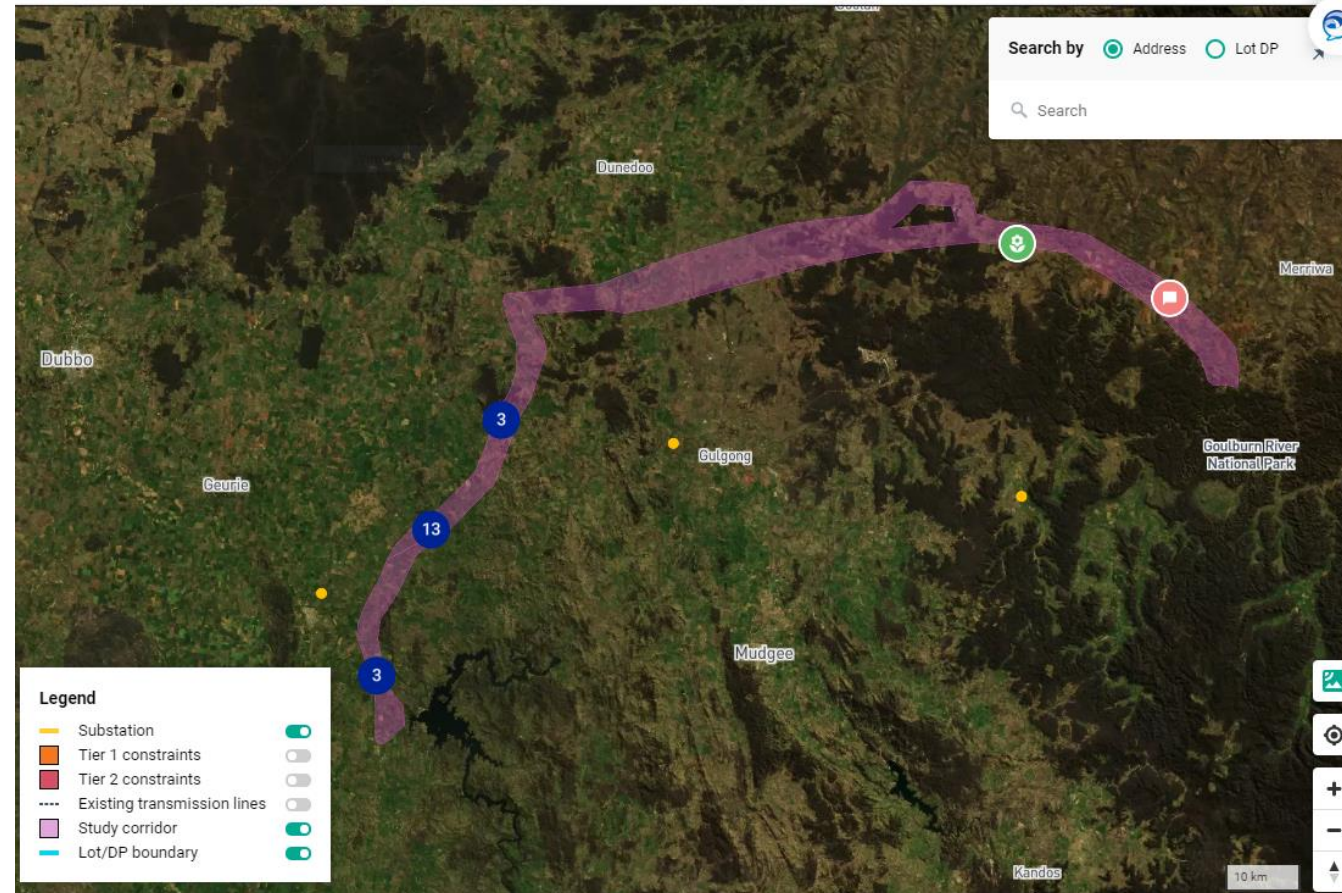 Search by Address Lot DP
Search
Dunedoo
Merriwa
Dubbo
3
Goulburn River
National Park
Gulgong
Geurie
13
Mudgee
3
Legend
Substation
Tier 1 constraints
Tier 2 constraints
Existing transmission lines
Study corridor
Lot/DP boundary
Kandos
10 km